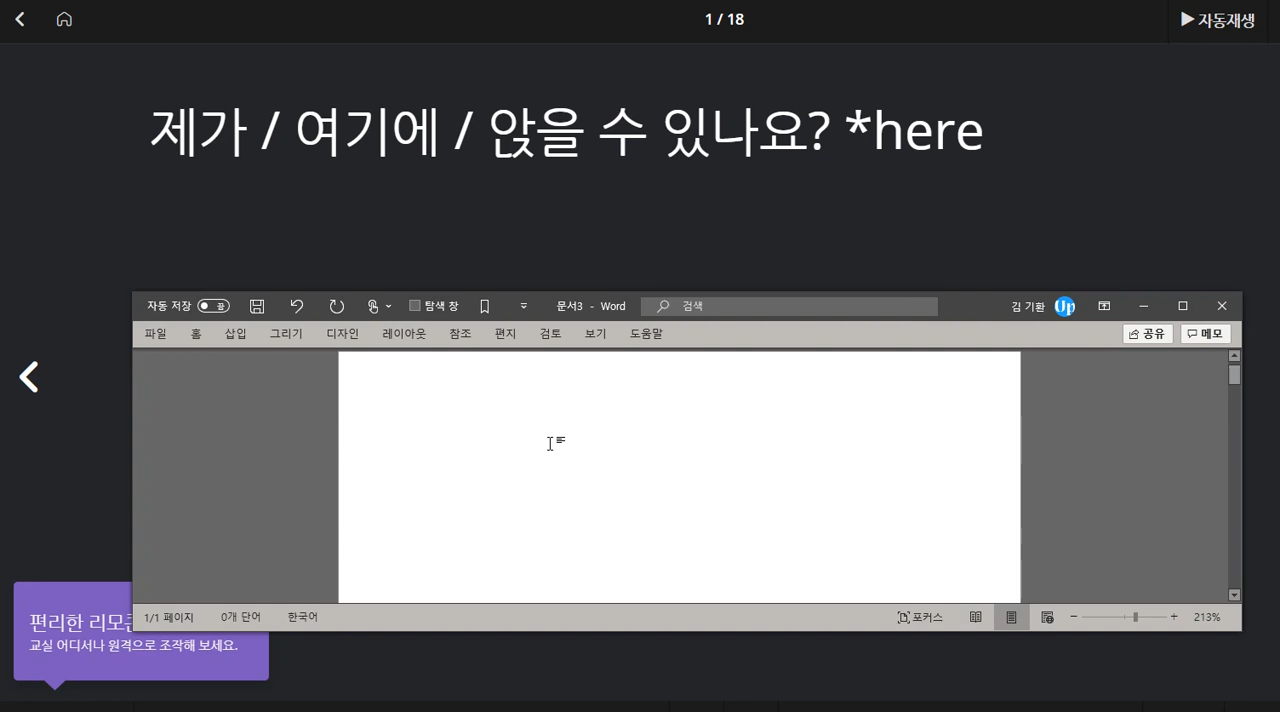 1 / 18
▶ 자동재생
제가 / 여기에 / 앉을 수 있나요? *here
자동 저장 끔 탐색 창 문서3 - Word 검색 김 기환 Up
파일 홈 삽입 그리기 디자인 레이아웃 참조 편지 검토 보기 도움말 공유 메모
1/1 페이지 0개 단어 한국어 포커스 213%
편리한 리모콘
교실 어디서나 원격으로 조작해 보세요.